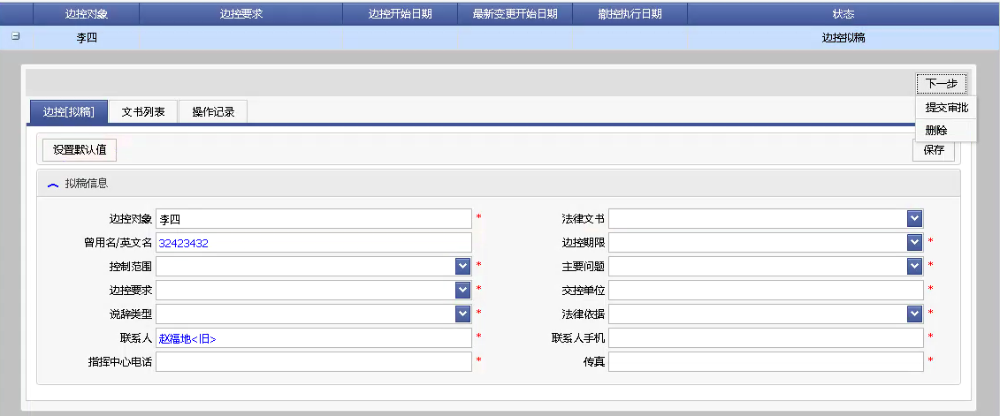 边控对象 边控要求 边控开始日期 最新变更开始日期 撤控执行日期 状态
李四 边控拟稿
下一步
边控[拟稿] 文书列表 操作记录 提交审批
删除
设置默认值 保存
拟稿信息
边控对象 李四 * 法律文书
曾用名/英文名 32423432 边控期限 *
控制范围 * 主要问题 *
边控要求 * 交控单位 *
说辞类型 * 法律依据 *
联系人 赵福地<旧> * 联系人手机 *
指挥中心电话 * 传真 *